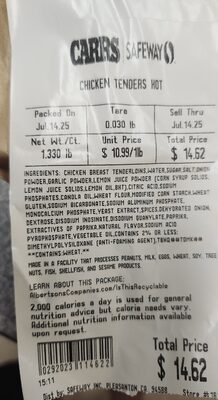 CARRS SAFEWAY
CHICKEN TENDERS HOT
Packed On Tare Sell Thru
Jul.14.25 0.030 lb Jul.14.25
Net Wt./Ct. Unit Price Total Price
1.330 lb $ 10.99/lb $ 14.62
INGREDIENTS: CHICKEN BREAST TENDERLOINS,WATER,SUGAR,SALT,ONION
POWDER,GARLIC POWDER,LEMON JUICE POWDER (CORN SYRUP SOLIDS,
LEMON JUICE SOLIDS,LEMON OIL,BHT),CITRIC ACID,SODIUM
PHOSPHATES,CANOLA OIL,WHEAT FLOUR,MODIFIED CORN STARCH,WHEAT
GLUTEN,SODIUM BICARBONATE,SODIUM ALUMINUM PHOSPHATE,
MONOCALCIUM PHOSPHATE,YEAST EXTRACT,SPICES,DEHYDRATED ONION,
DEXTROSE,DISODIUM INOSINATE,DISODIUM GUANYLATE,PAPRIKA,
EXTRACTIVES OF PAPRIKA,NATURAL FLAVOR,SODIUM ACID
PYROPHOSPHATE,VEGETABLE OIL.CONTAINS 2% OR LESS
DIMETHYLPOLYSILOXANE (ANTI-FOAMING AGENT),TBHQ
**CONTAINS:WHEAT.**
MADE IN A FACILITY THAT PROCESSES PEANUTS, MILK, EGGS, WHEAT, SOY, TREE
NUTS, FISH, SHELLFISH, AND SESAME PRODUCTS.
LEARN ABOUT THIS PACKAGE:
AlbertsonsCompanies.com/IsThisRecyclable
2,000 calories a day is used for general
nutrition advice but calorie needs vary.
Additional nutrition information available
upon request.
Total Price
$ 14.62
15:11
Dist by SAFEWAY INC. PLEASANTON CA. 94588 Store